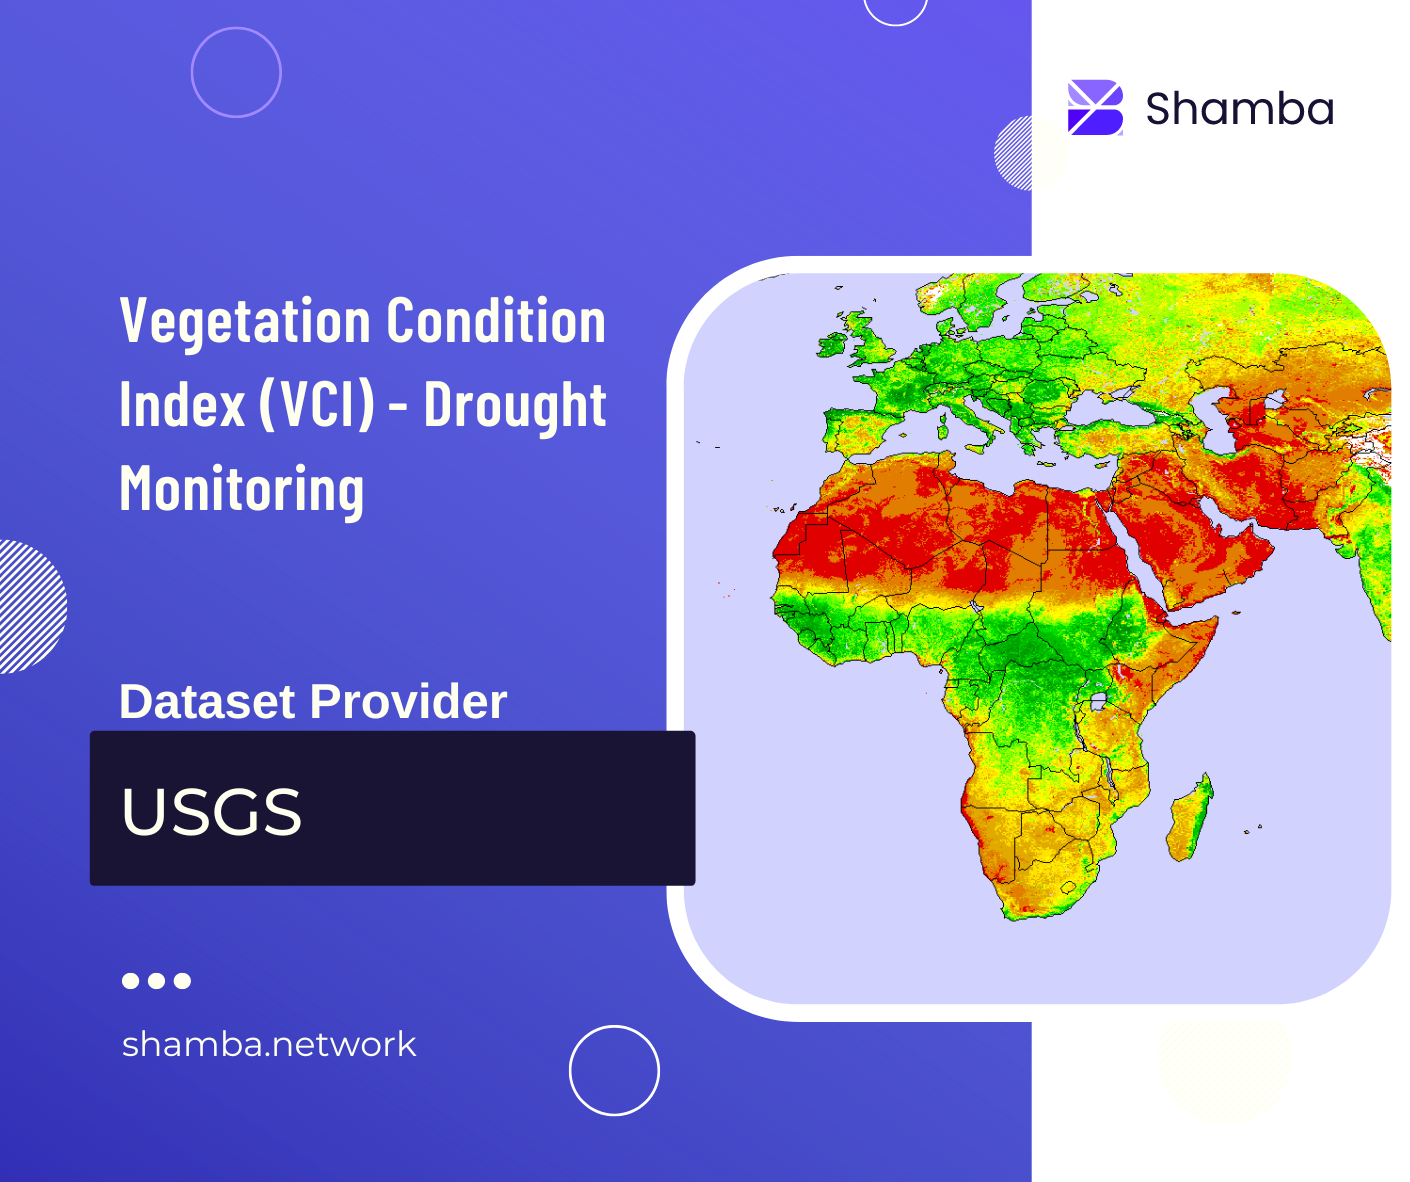 Shamba
Vegetation Condition
Index (VCI) - Drought
Monitoring
Dataset Provider
USGS
shamba.network